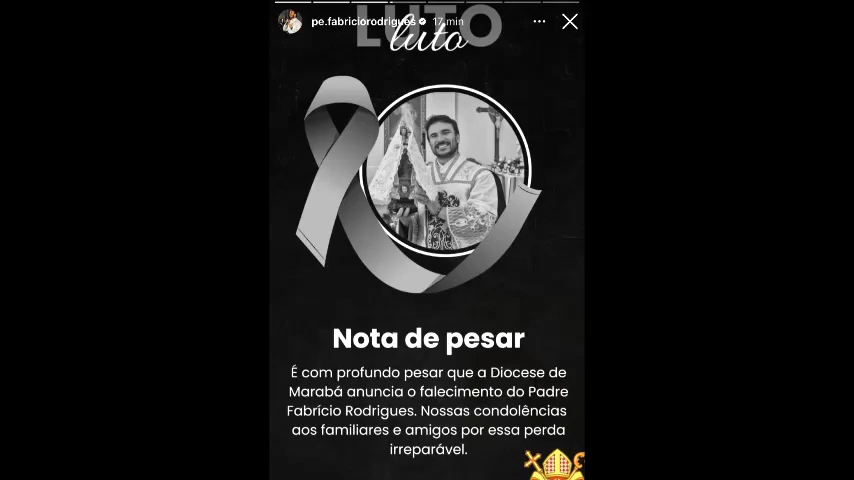 LUTO
pe.fabriciorodrigues 17 min
luto
Nota de pesar
É com profundo pesar que a Diocese de
Marabá anuncia o falecimento do Padre
Fabrício Rodrigues. Nossas condolências
aos familiares e amigos por essa perda
irreparável.